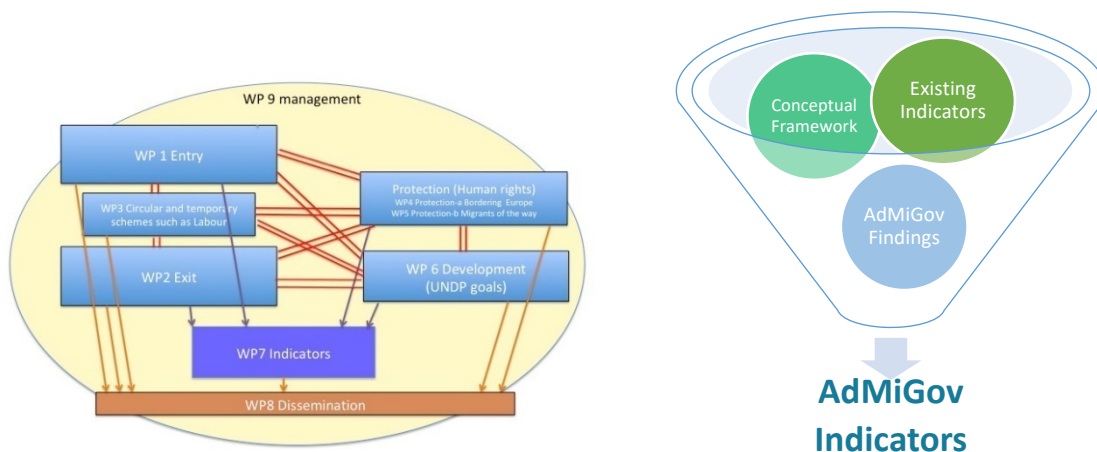 WP 9 management
WP 1 Entry
WP3 Circular and temporary
schemes such as Labour
WP2 Exit
Protection (Human rights)
WP4 Protection-a Bordering Europe
WP5 Protection-b Migrants of the way
WP 6 Development
(UNDP goals)
WP7 Indicators
WP8 Dissemination
Conceptual
Framework
Existing
Indicators
AdMiGov
Findings
AdMiGov
Indicators